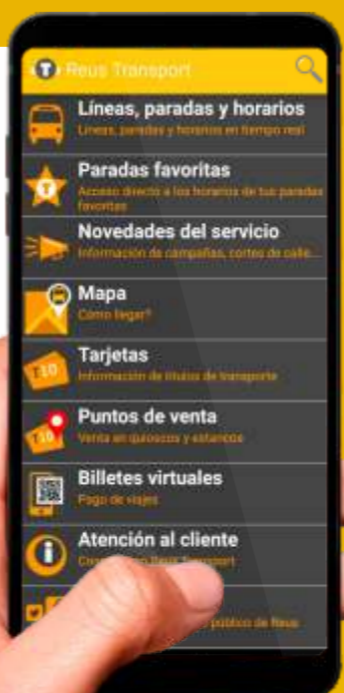 T Reus Transport
Líneas, paradas y horarios
Líneas, paradas y horarios en tiempo real
Paradas favoritas
Acceso directo a los horarios de tus paradas
favoritas
Novedades del servicio
Información de campañas, cortes de calle...
Mapa
Cómo llegar?
T10
Tarjetas
Información de títulos de transporte
T10
Puntos de venta
Venta en quioscos y estancos
Billetes virtuales
Pago de viajes
Atención al cliente
público de Reus